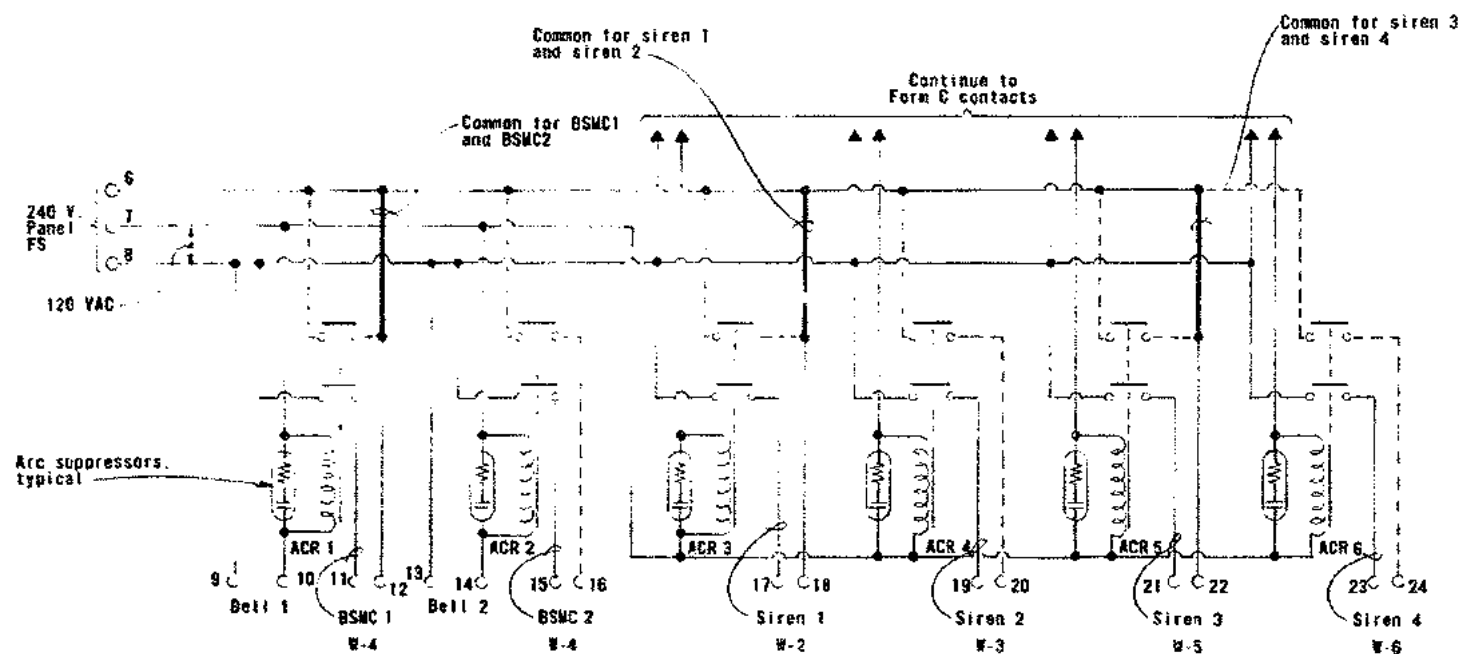 Common for siren 1
and siren 2
Common for siren 3
and siren 4
Continue to
Form C contacts
Common for BSMC1
and BSMC2
6
240 V
Panel
FS
7
8
120 VAC
Arc suppressors,
typical
ACR 1
ACR 2
ACR 3
ACR 4
ACR 5
ACR 6
9
10
11
12
13
14
15
16
17
18
19
20
21
22
23
24
Bell 1
BSMC 1
Bell 2
BSMC 2
Siren 1
Siren 2
Siren 3
Siren 4
W-4
W-4
W-2
W-3
W-5
W-6